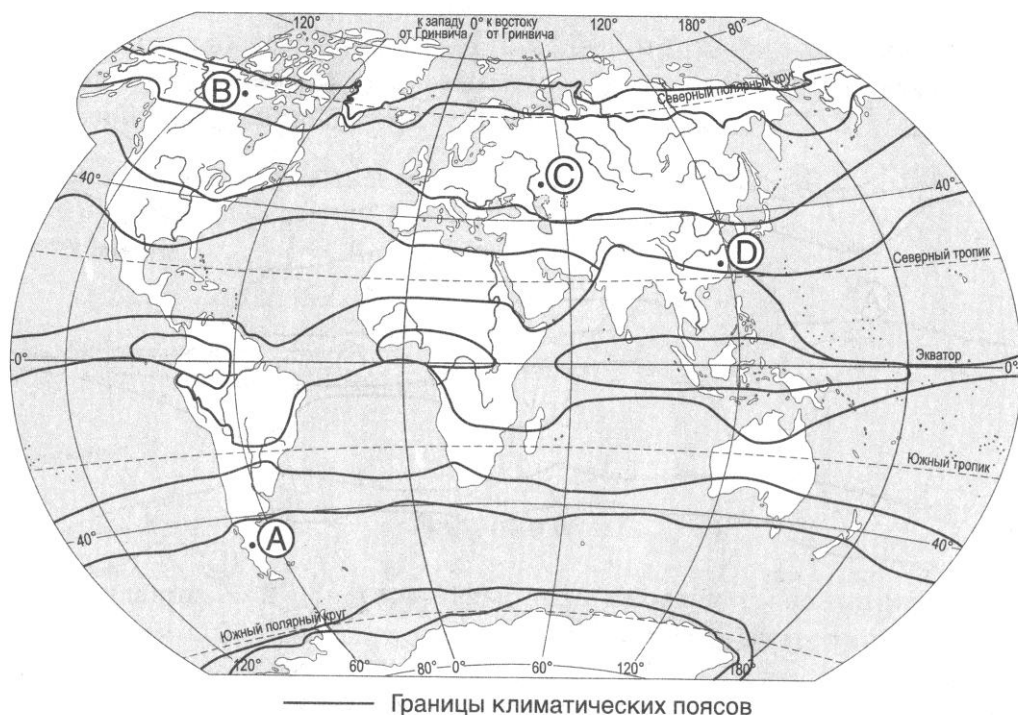 120°
к западу 0° к востоку
от Гринвича от Гринвича
60°
120°
180°
80°
Северный полярный круг
B
C
40°
40°
D
Северный тропик
Экватор
0°
0°
Южный тропик
40°
40°
A
Южный полярный круг
120°
60°
80°
0°
60°
120°
180°
Границы климатических поясов